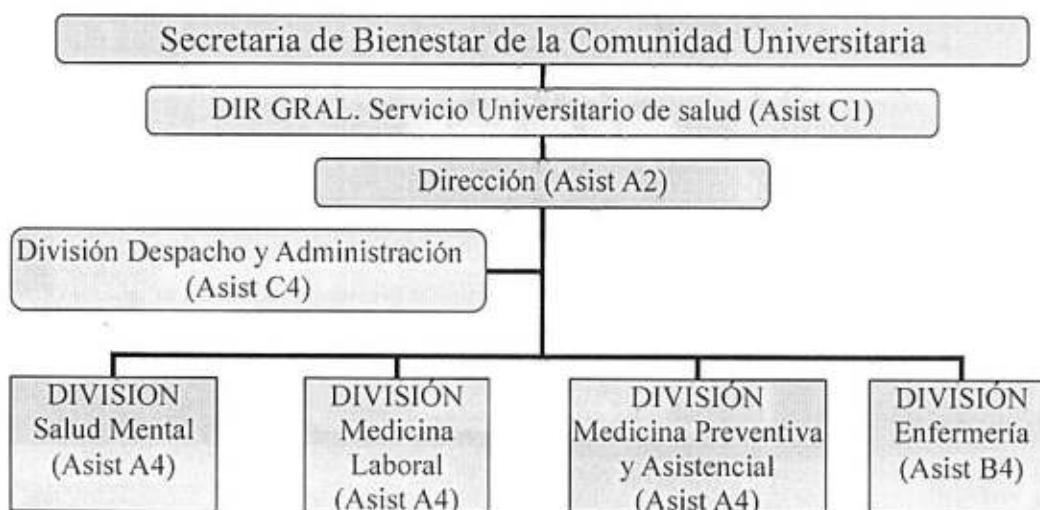 Secretaria de Bienestar de la Comunidad Universitaria
DIR GRAL. Servicio Universitario de salud (Asist C1)
Dirección (Asist A2)
División Despacho y Administración
(Asist C4)
DIVISION
Salud Mental
(Asist A4)
DIVISIÓN
Medicina
Laboral
(Asist A4)
DIVISIÓN
Medicina Preventiva
y Asistencial
(Asist A4)
DIVISIÓN
Enfermería
(Asist B4)